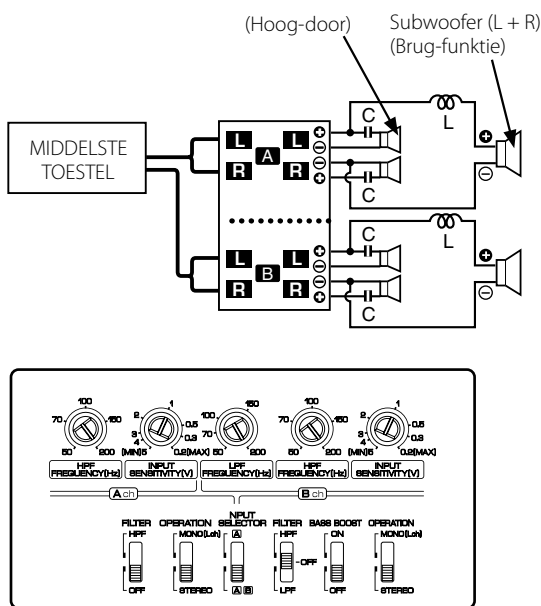 (Hoog-door)
Subwoofer (L + R)
(Brug-funktie)
MIDDELSTE
TOESTEL
C
L
L L
A
R R
C
C
L
L L
B
R R
C
100
70 150
50 200
HPF
FREQUENCY(Hz)
1
2 0.5
3 0.3
4
(MIN)5 0.2(MAX)
INPUT
SENSITIVITY(V)
100 150
70
50 200
LPF
FREQUENCY(Hz)
100
70 150
50 200
HPF
FREQUENCY(Hz)
1
2 0.5
3 0.3
4
(MIN)5 0.2(MAX)
INPUT
SENSITIVITY(V)
A ch
B ch
FILTER
HPF
OFF
OPERATION
MONO(Lch)
STEREO
INPUT
SELECTOR
A
A B
FILTER
HPF
OFF
LPF
BASS BOOST
ON
OFF
OPERATION
MONO(Lch)
STEREO